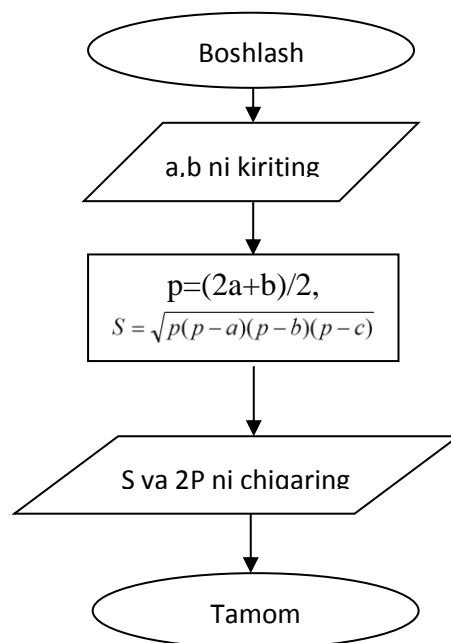 Boshlash
a,b ni kiriting
p=(2a+b)/2,
S = √p(p − a)(p − b)(p − c)
S va 2P ni chiqaring
Tamom